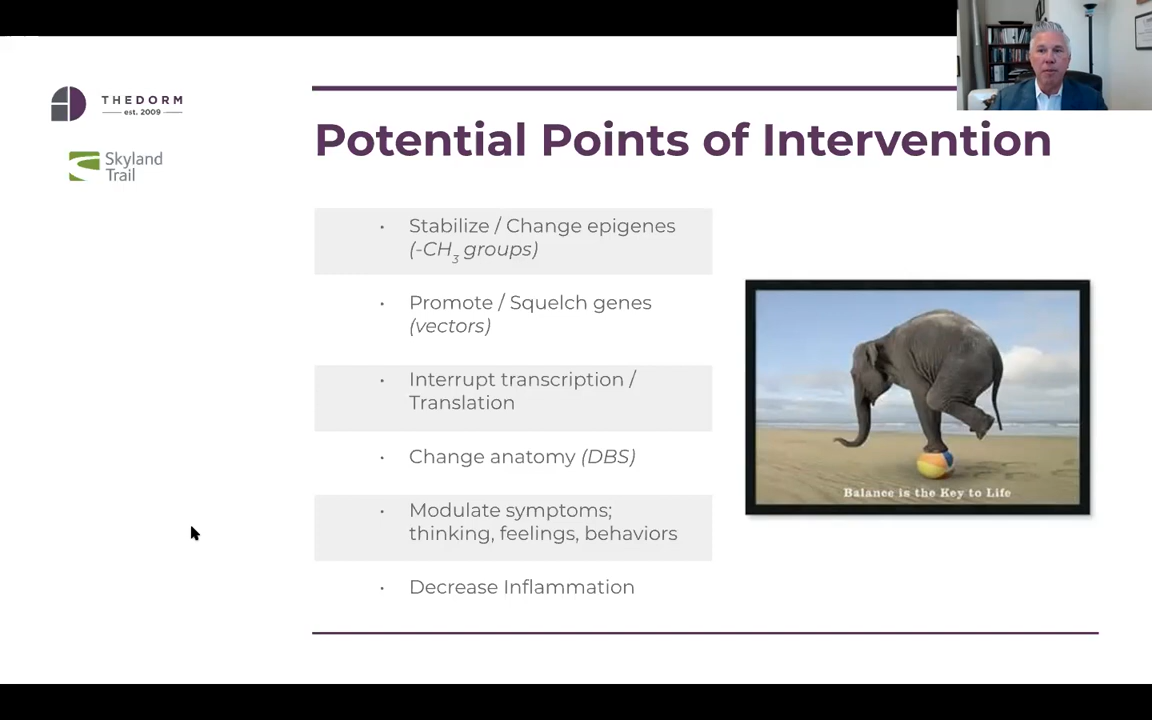 THEDORM
est. 2009
Skyland
Trail
Potential Points of Intervention
• Stabilize / Change epigenes
(-CH₃ groups)
• Promote / Squelch genes
(vectors)
• Interrupt transcription /
Translation
• Change anatomy (DBS)
• Modulate symptoms;
thinking, feelings, behaviors
• Decrease Inflammation
Balance is the Key to Life